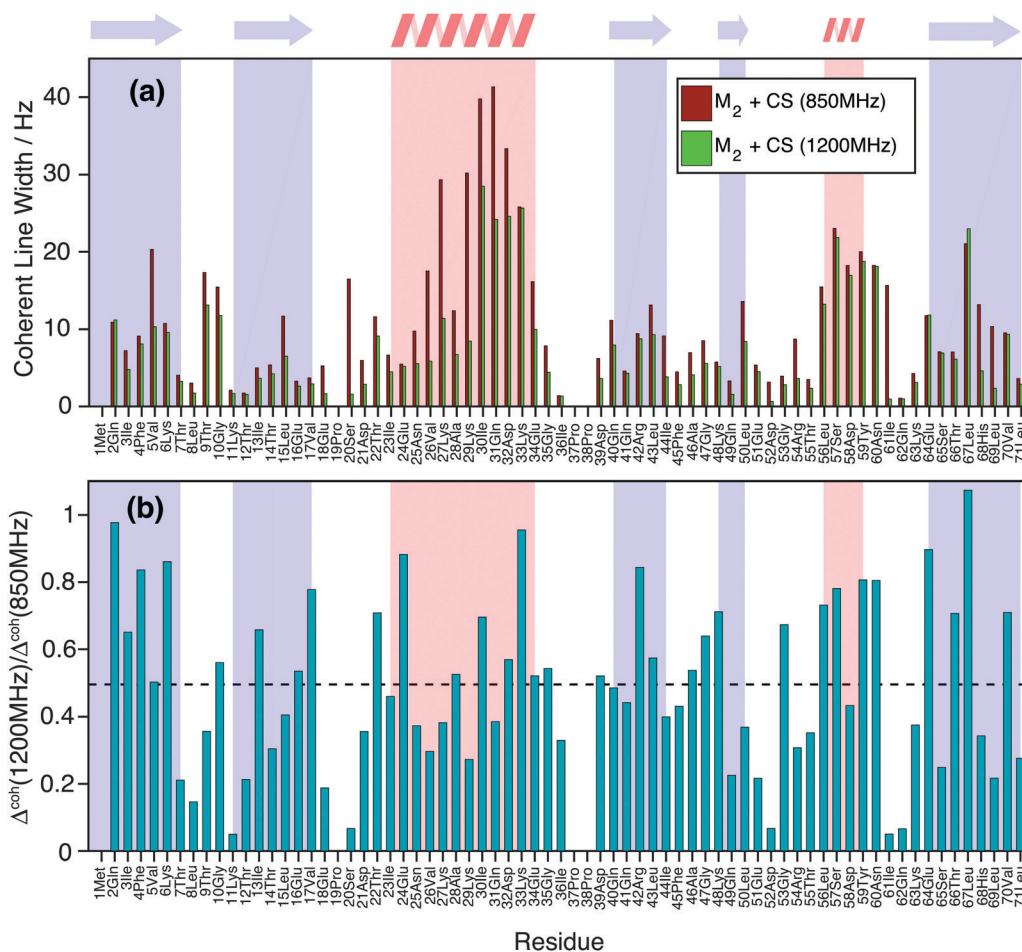 (a)
Coherent Line Width / Hz
40
30
20
10
0
M2 + CS (850MHz)
M2 + CS (1200MHz)
1Met
2Gln
3Ile
4Phe
5Val
6Lys
7Thr
8Leu
9Thr
10Gly
11Lys
12Thr
13Ile
14Thr
15Leu
16Glu
17Val
18Glu
19Pro
20Ser
21Asp
22Thr
23Ile
24Glu
25Asn
26Val
27Lys
28Ala
29Lys
30Ile
31Gln
32Asp
33Lys
34Glu
35Gly
36Ile
37Pro
38Pro
39Asp
40Gln
41Gln
42Arg
43Leu
44Ile
45Phe
46Ala
47Gly
48Lys
49Gln
50Leu
51Glu
52Asp
53Gly
54Arg
55Thr
56Leu
57Ser
58Asp
59Tyr
60Asn
61Ile
62Gln
63Lys
64Glu
65Ser
66Thr
67Leu
68His
69Leu
70Val
71Leu
(b)
Δcoh(1200MHz)/Δcoh(850MHz)
1
0.8
0.6
0.4
0.2
0
1Met
2Gln
3Ile
4Phe
5Val
6Lys
7Thr
8Leu
9Thr
10Gly
11Lys
12Thr
13Ile
14Thr
15Leu
16Glu
17Val
18Glu
19Pro
20Ser
21Asp
22Thr
23Ile
24Glu
25Asn
26Val
27Lys
28Ala
29Lys
30Ile
31Gln
32Asp
33Lys
34Glu
35Gly
36Ile
37Pro
38Pro
39Asp
40Gln
41Gln
42Arg
43Leu
44Ile
45Phe
46Ala
47Gly
48Lys
49Gln
50Leu
51Glu
52Asp
53Gly
54Arg
55Thr
56Leu
57Ser
58Asp
59Tyr
60Asn
61Ile
62Gln
63Lys
64Glu
65Ser
66Thr
67Leu
68His
69Leu
70Val
71Leu
Residue